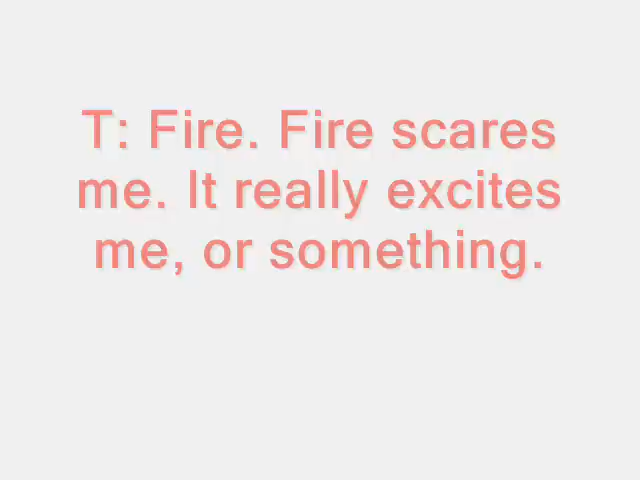 T: Fire. Fire scares
me. It really excites
me, or something.